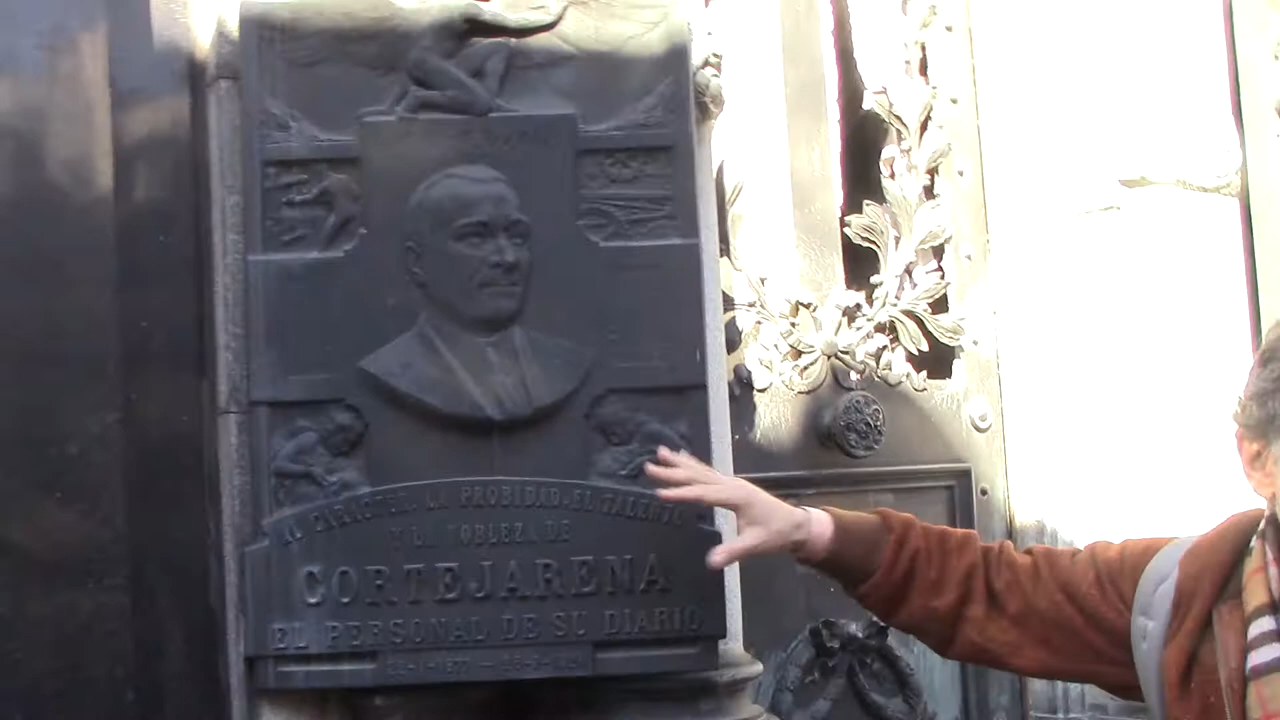 AL CARACTER, LA PROBIDAD, EL TALENTO
Y LA NOBLEZA DE
CORTEJARENA
EL PERSONAL DE SU DIARIO